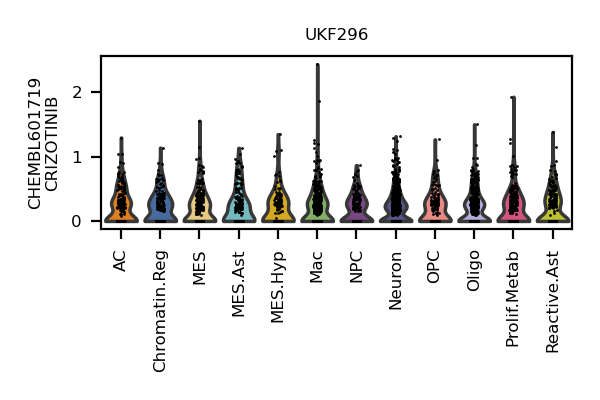 UKF296
CHEMBL601719
CRIZOTINIB
2
1
0
AC
Chromatin.Reg
MES
MES.Ast
MES.Hyp
Mac
NPC
Neuron
OPC
Oligo
Prolif.Metab
Reactive.Ast